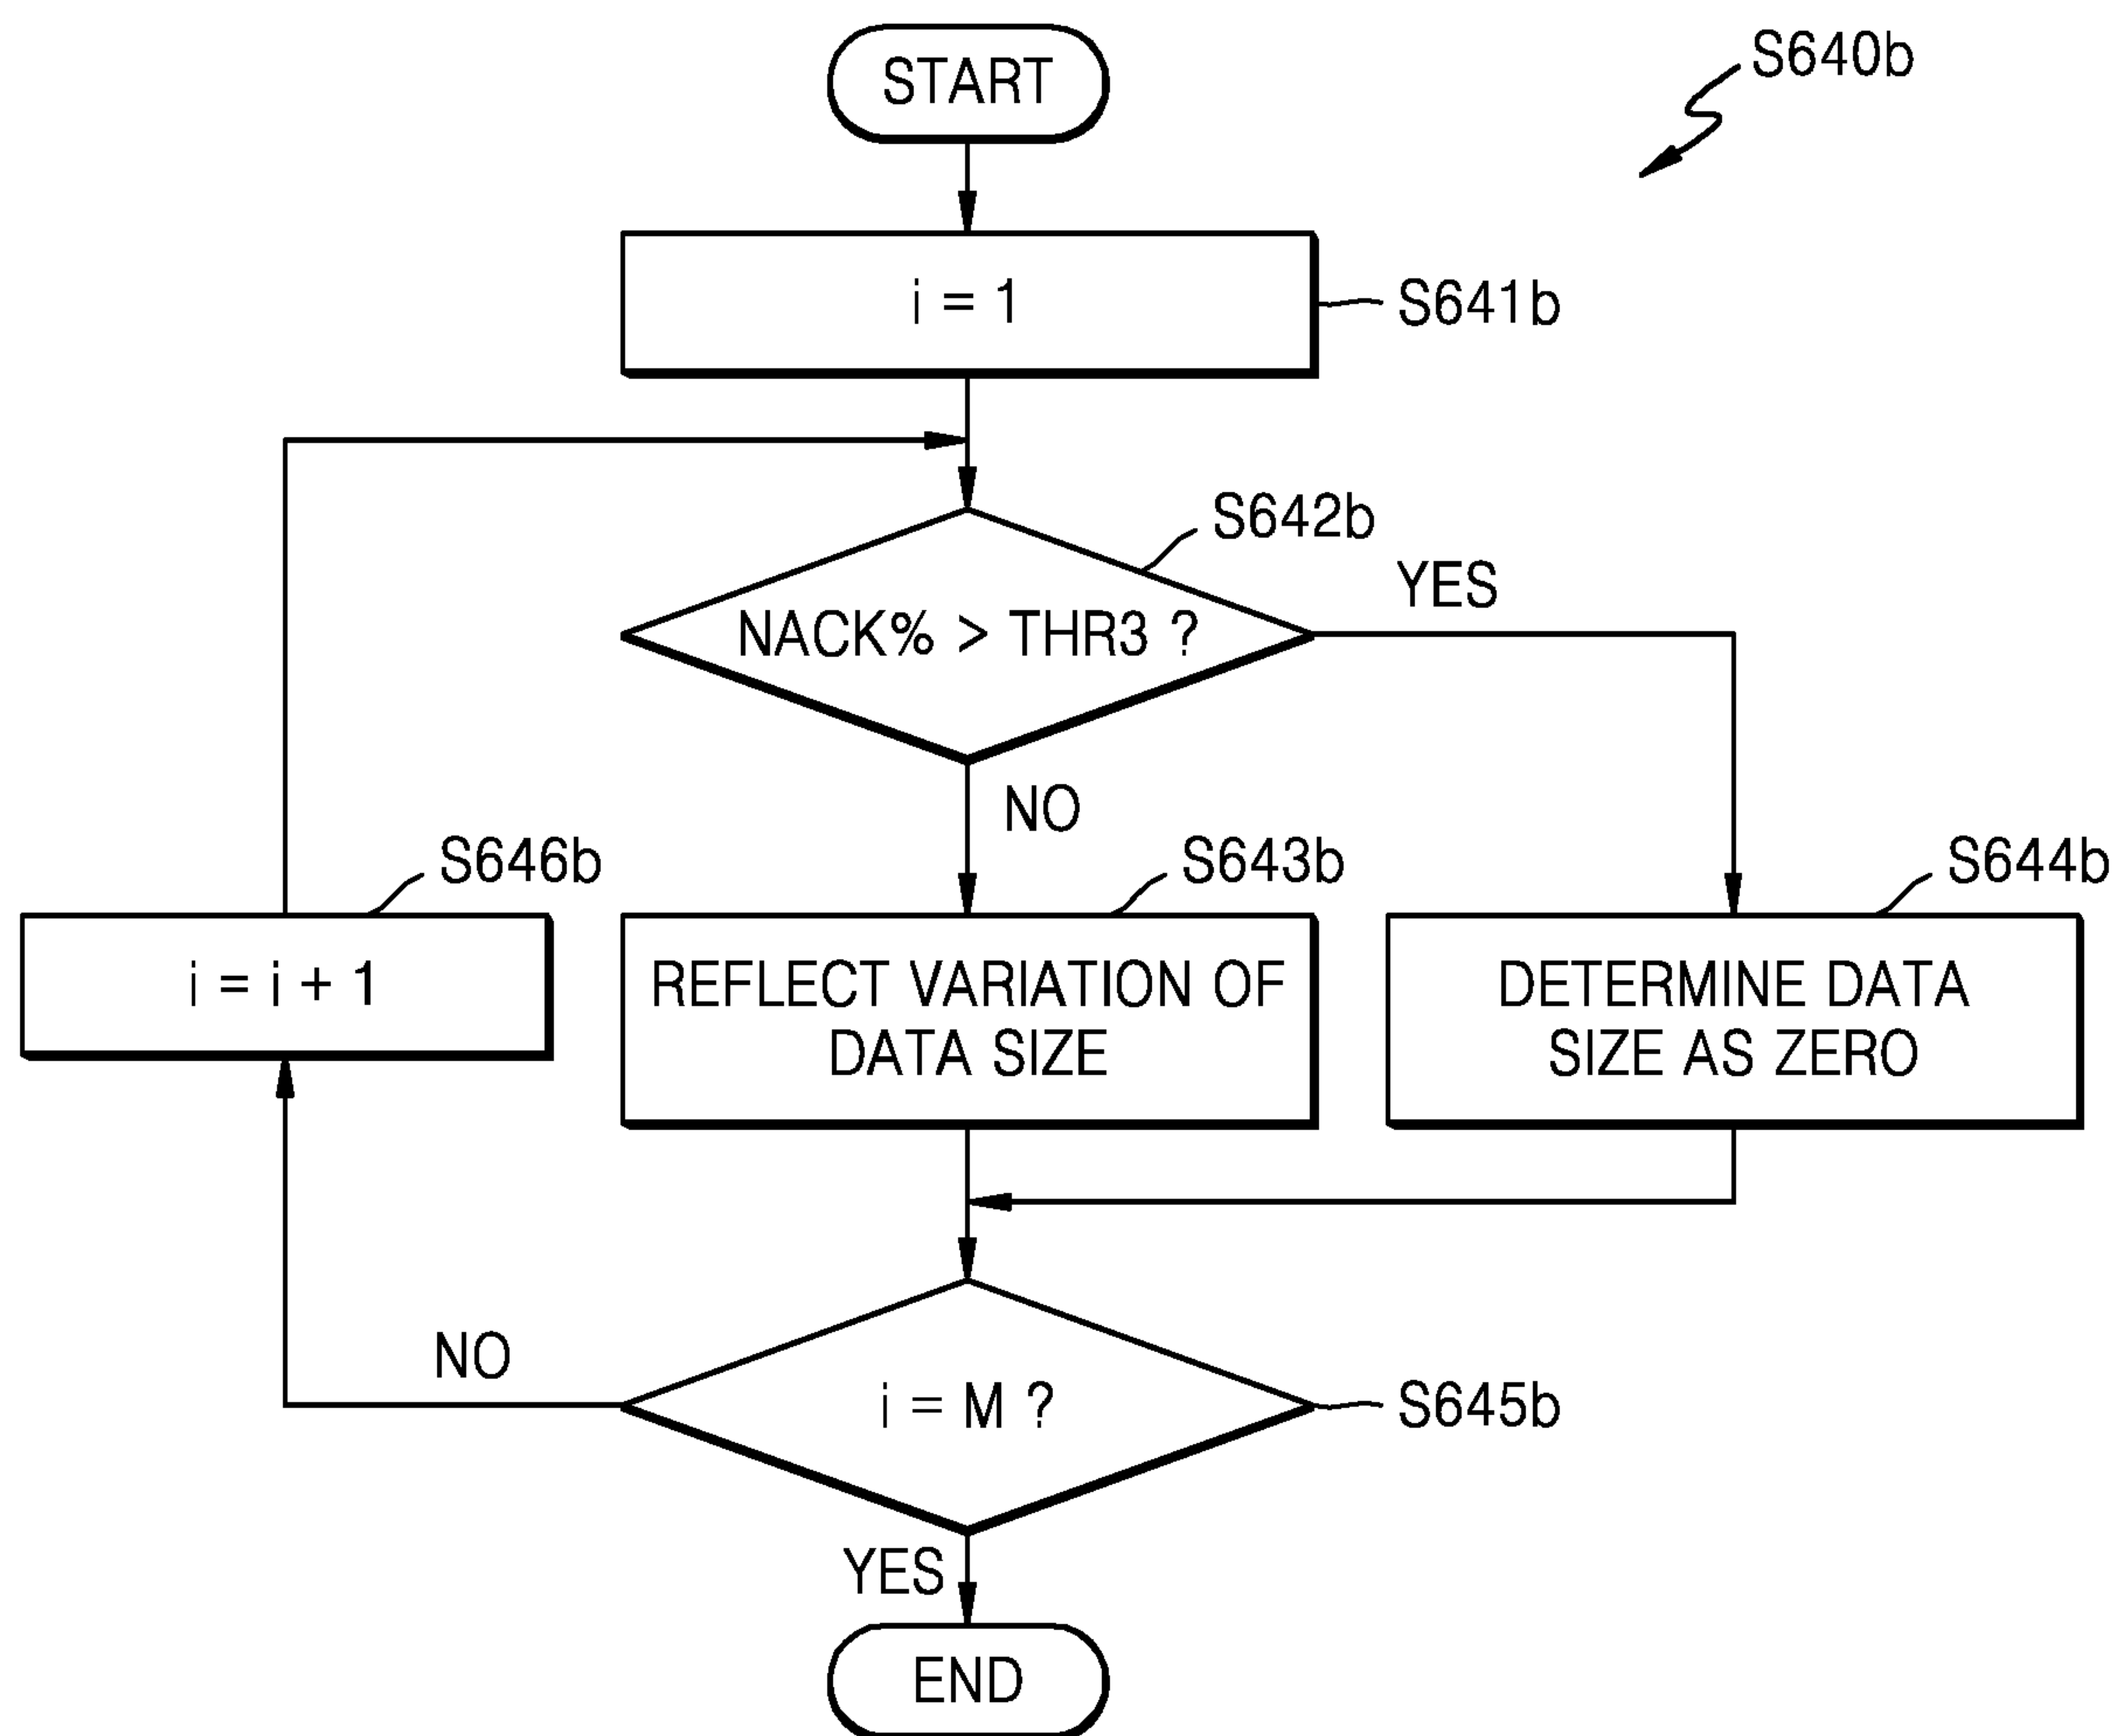 START
S640b
i = 1
S641b
S642b
YES
NACK% > THR3 ?
NO
S646b
S643b
S644b
i = i + 1
REFLECT VARIATION OF
DATA SIZE
DETERMINE DATA
SIZE AS ZERO
NO
i = M ?
S645b
YES
END